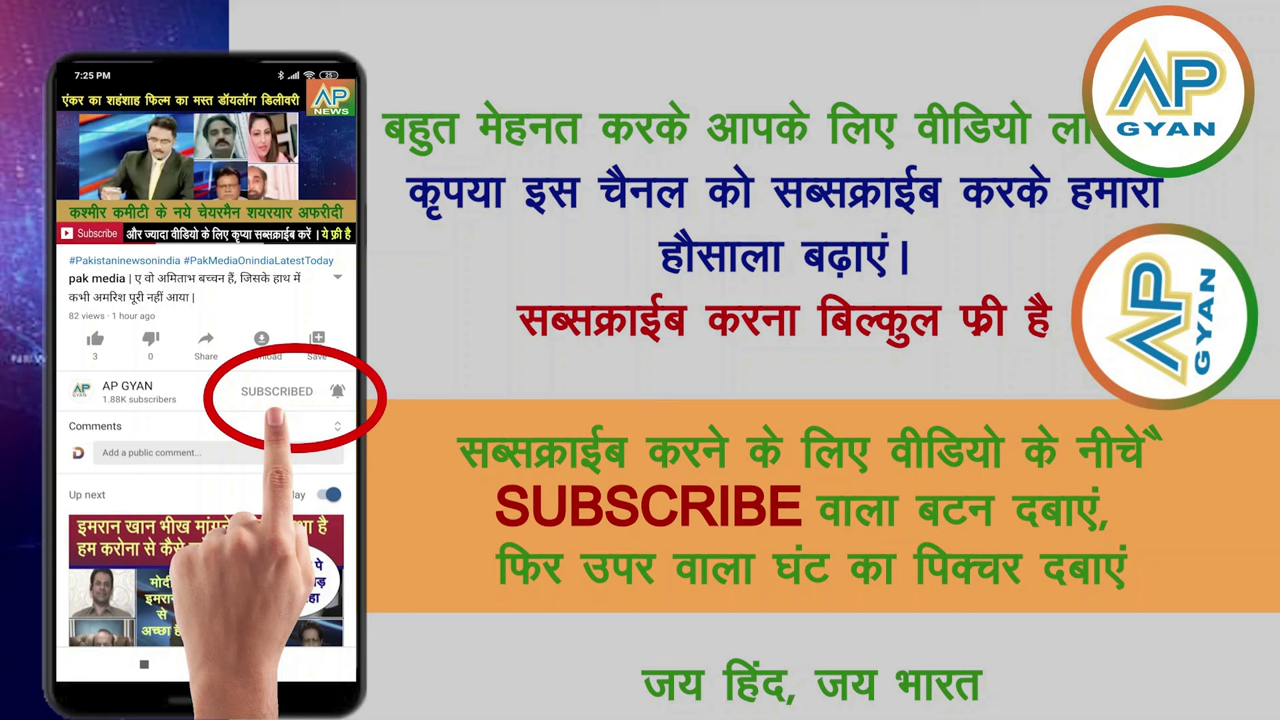 7:25 PM
25
एंकर का शहंशाह फिल्म का मस्त डॉयलॉग डिलीवरी
AP
NEWS
कश्मीर कमीटी के नये चेयरमैन शयरयार अफरीदी
Subscribe और ज्यादा वीडियो के लिए कृप्या सब्सक्राईब करें । ये फ्री है
#Pakistaninewsonindia #PakMediaOnindiaLatestToday
pak media | ए वो अमिताभ बच्चन हैं, जिसके हाथ में
कभी अमरिश पूरी नहीं आया |
82 views · 1 hour ago
3 0 Share Save
AP GYAN
1.88K subscribers
SUBSCRIBED
Comments
Add a public comment...
Up next
इमरान खान भीख मांगने है
हम करोना से कैसे
मोदी
से
अच्छा
बहुत मेहनत करके आपके लिए वीडियो
कृपया इस चैनल को सब्सक्राईब करके हमारा
हौसाला बढ़ाएं।
सब्सक्राईब करना बिल्कुल फ्री है
AP
GYAN
AP
GYAN
सब्सक्राईब करने के लिए वीडियो के नीचे
SUBSCRIBE वाला बटन दबाएं,
फिर उपर वाला घंट का पिक्चर दबाएं
जय हिंद, जय भारत